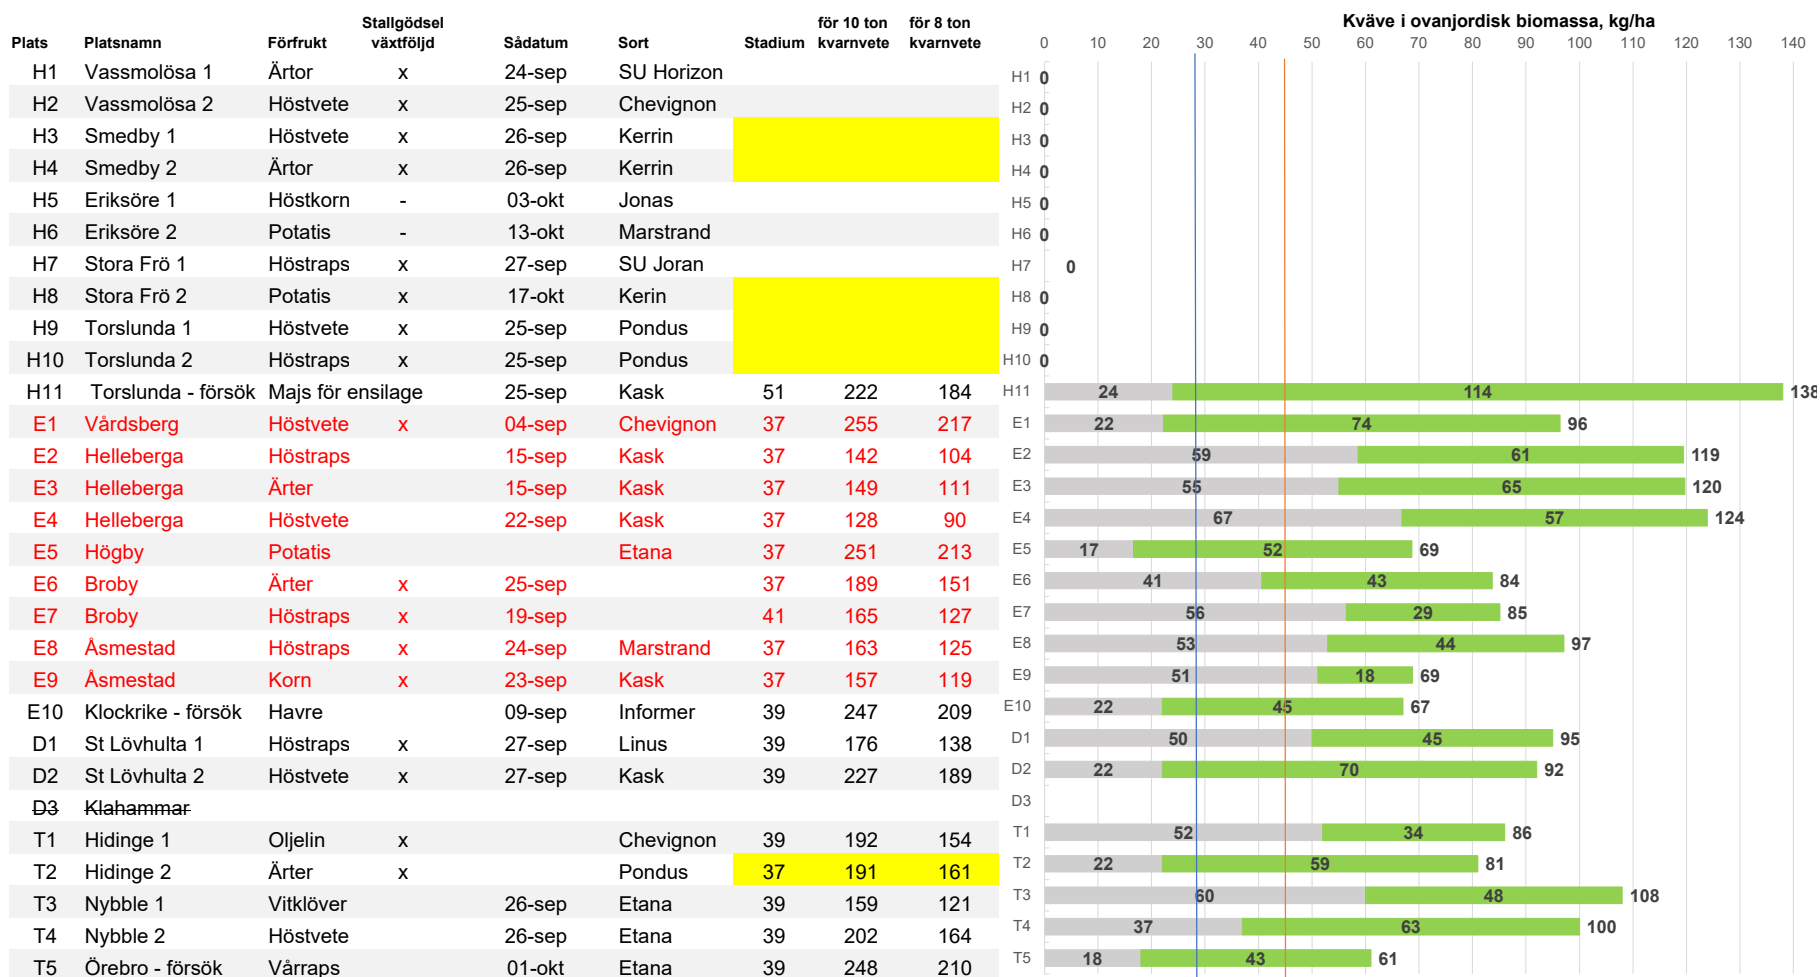 Stallgödsel för 10 ton för 8 ton Kväve i ovanjordisk biomassa, kg/ha
Plats Platsnamn Förfrukt växtföljd Sådatum Sort Stadium kvarnvete kvarnvete 0 10 20 30 40 50 60 70 80 90 100 110 120 130 140
H1 Vassmolösa 1 Ärtor x 24-sep SU Horizon H1 0
H2 Vassmolösa 2 Höstvete x 25-sep Chevignon H2 0
H3 Smedby 1 Höstvete x 26-sep Kerrin H3 0
H4 Smedby 2 Ärtor x 26-sep Kerrin H4 0
H5 Eriksöre 1 Höstkorn - 03-okt Jonas H5 0
H6 Eriksöre 2 Potatis - 13-okt Marstrand H6 0
H7 Stora Frö 1 Höstraps x 27-sep SU Joran H7 0
H8 Stora Frö 2 Potatis x 17-okt Kerin H8 0
H9 Torslunda 1 Höstvete x 25-sep Pondus H9 0
H10 Torslunda 2 Höstraps x 25-sep Pondus H10 0
H11 Torslunda - försök Majs för ensilage 25-sep Kask 51 222 184 H11 24 114 138
E1 Vårdsberg Höstvete x 04-sep Chevignon 37 255 217 E1 22 74 96
E2 Helleberga Höstraps 15-sep Kask 37 142 104 E2 59 61 119
E3 Helleberga Ärter 15-sep Kask 37 149 111 E3 55 65 120
E4 Helleberga Höstvete 22-sep Kask 37 128 90 E4 67 57 124
E5 Högby Potatis Etana 37 251 213 E5 17 52 69
E6 Broby Ärter x 25-sep 37 189 151 E6 41 43 84
E7 Broby Höstraps x 19-sep 41 165 127 E7 56 29 85
E8 Åsmestad Höstraps x 24-sep Marstrand 37 163 125 E8 53 44 97
E9 Åsmestad Korn x 23-sep Kask 37 157 119 E9 51 18 69
E10 Klockrike - försök Havre 09-sep Informer 39 247 209 E10 22 45 67
D1 St Lövhulta 1 Höstraps x 27-sep Linus 39 176 138 D1 50 45 95
D2 St Lövhulta 2 Höstvete x 27-sep Kask 39 227 189 D2 22 70 92
D3 Klahammar D3
T1 Hidinge 1 Oljelin x Chevignon 39 192 154 T1 52 34 86
T2 Hidinge 2 Ärter x Pondus 37 191 161 T2 22 59 81
T3 Nybble 1 Vitklöver 26-sep Etana 39 159 121 T3 60 48 108
T4 Nybble 2 Höstvete 26-sep Etana 39 202 164 T4 37 63 100
T5 Örebro - försök Vårraps 01-okt Etana 39 248 210 T5 18 43 61